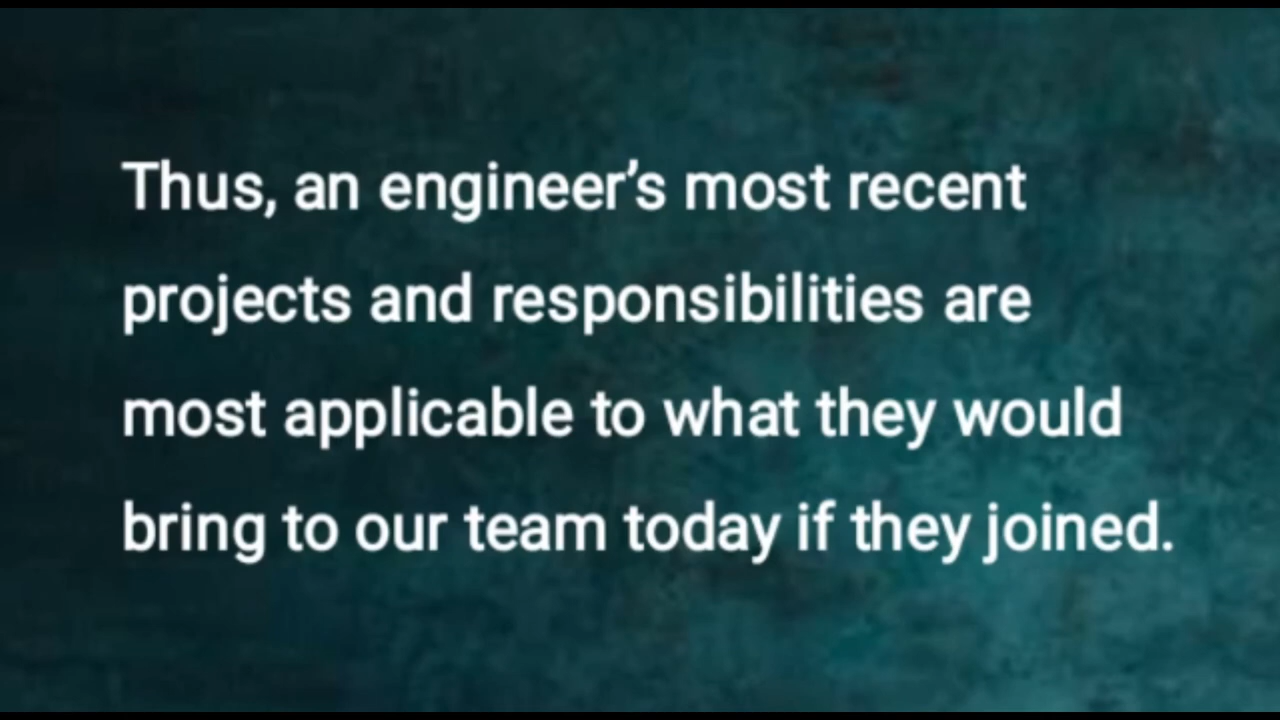 Thus, an engineer’s most recent
projects and responsibilities are
most applicable to what they would
bring to our team today if they joined.